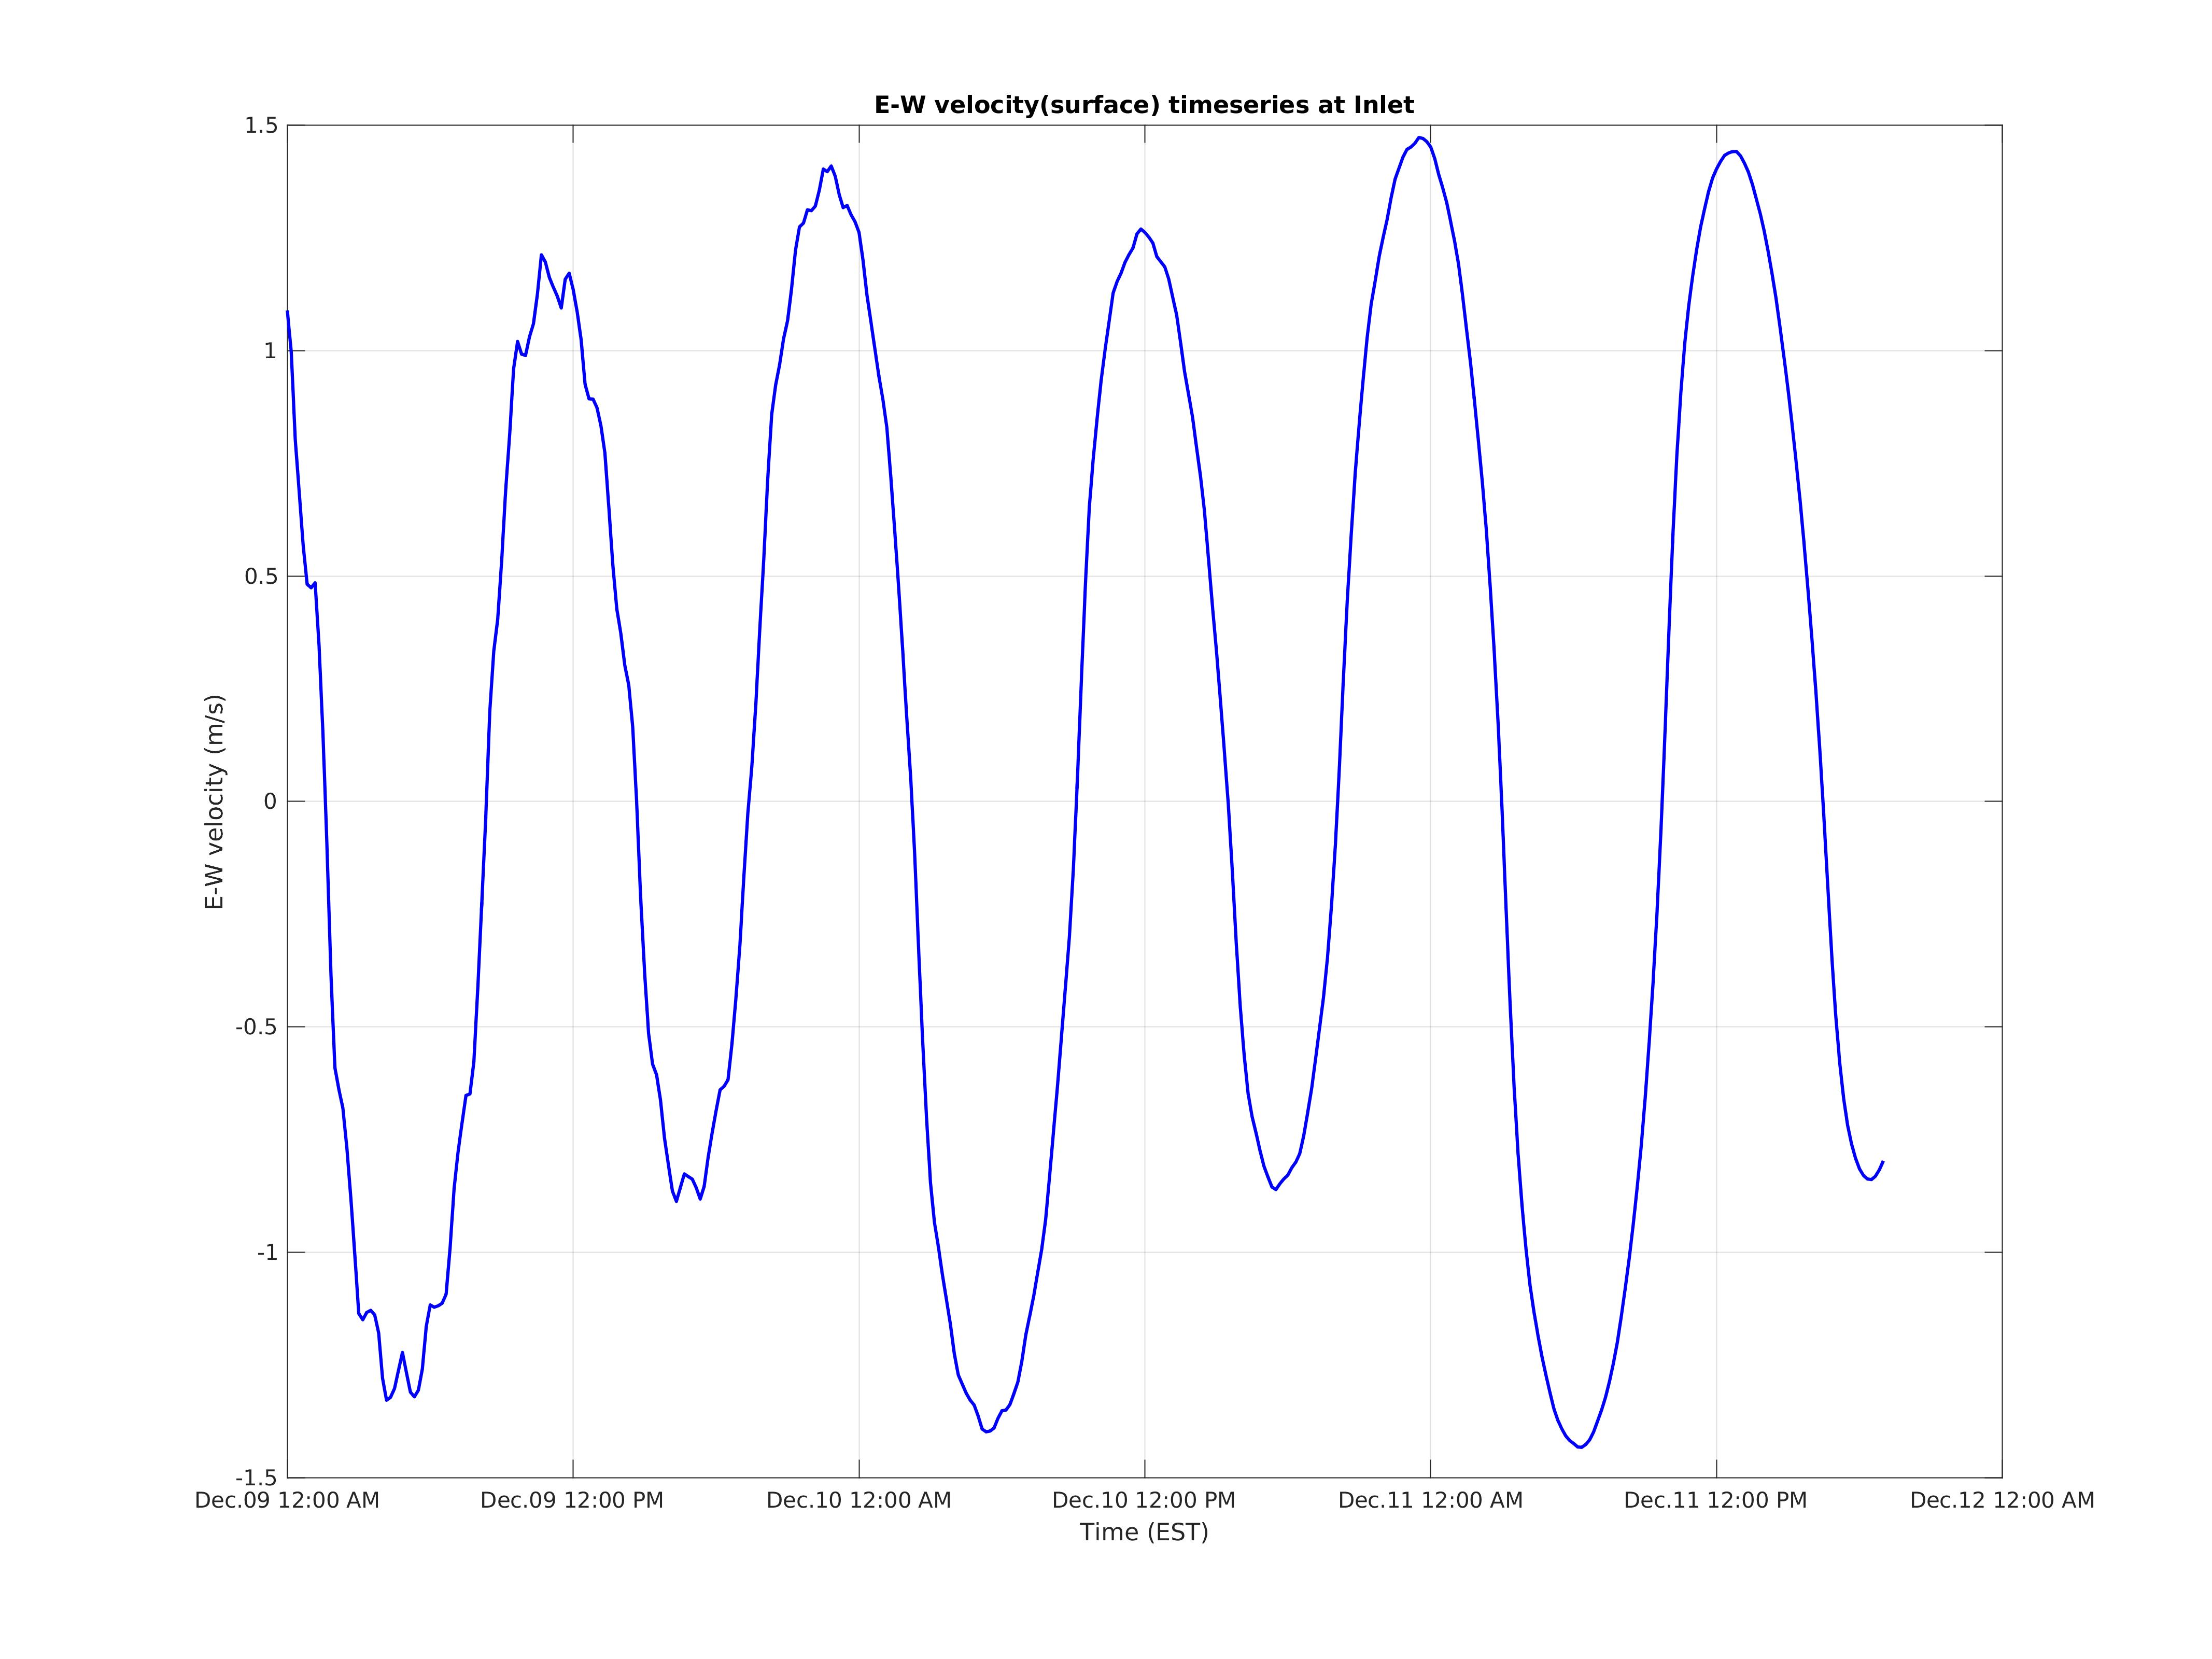 E-W velocity(surface) timeseries at Inlet
1.5
1
0.5
0
-0.5
-1
-1.5
E-W velocity (m/s)
Dec.09 12:00 AM Dec.09 12:00 PM Dec.10 12:00 AM Dec.10 12:00 PM Dec.11 12:00 AM Dec.11 12:00 PM Dec.12 12:00 AM
Time (EST)